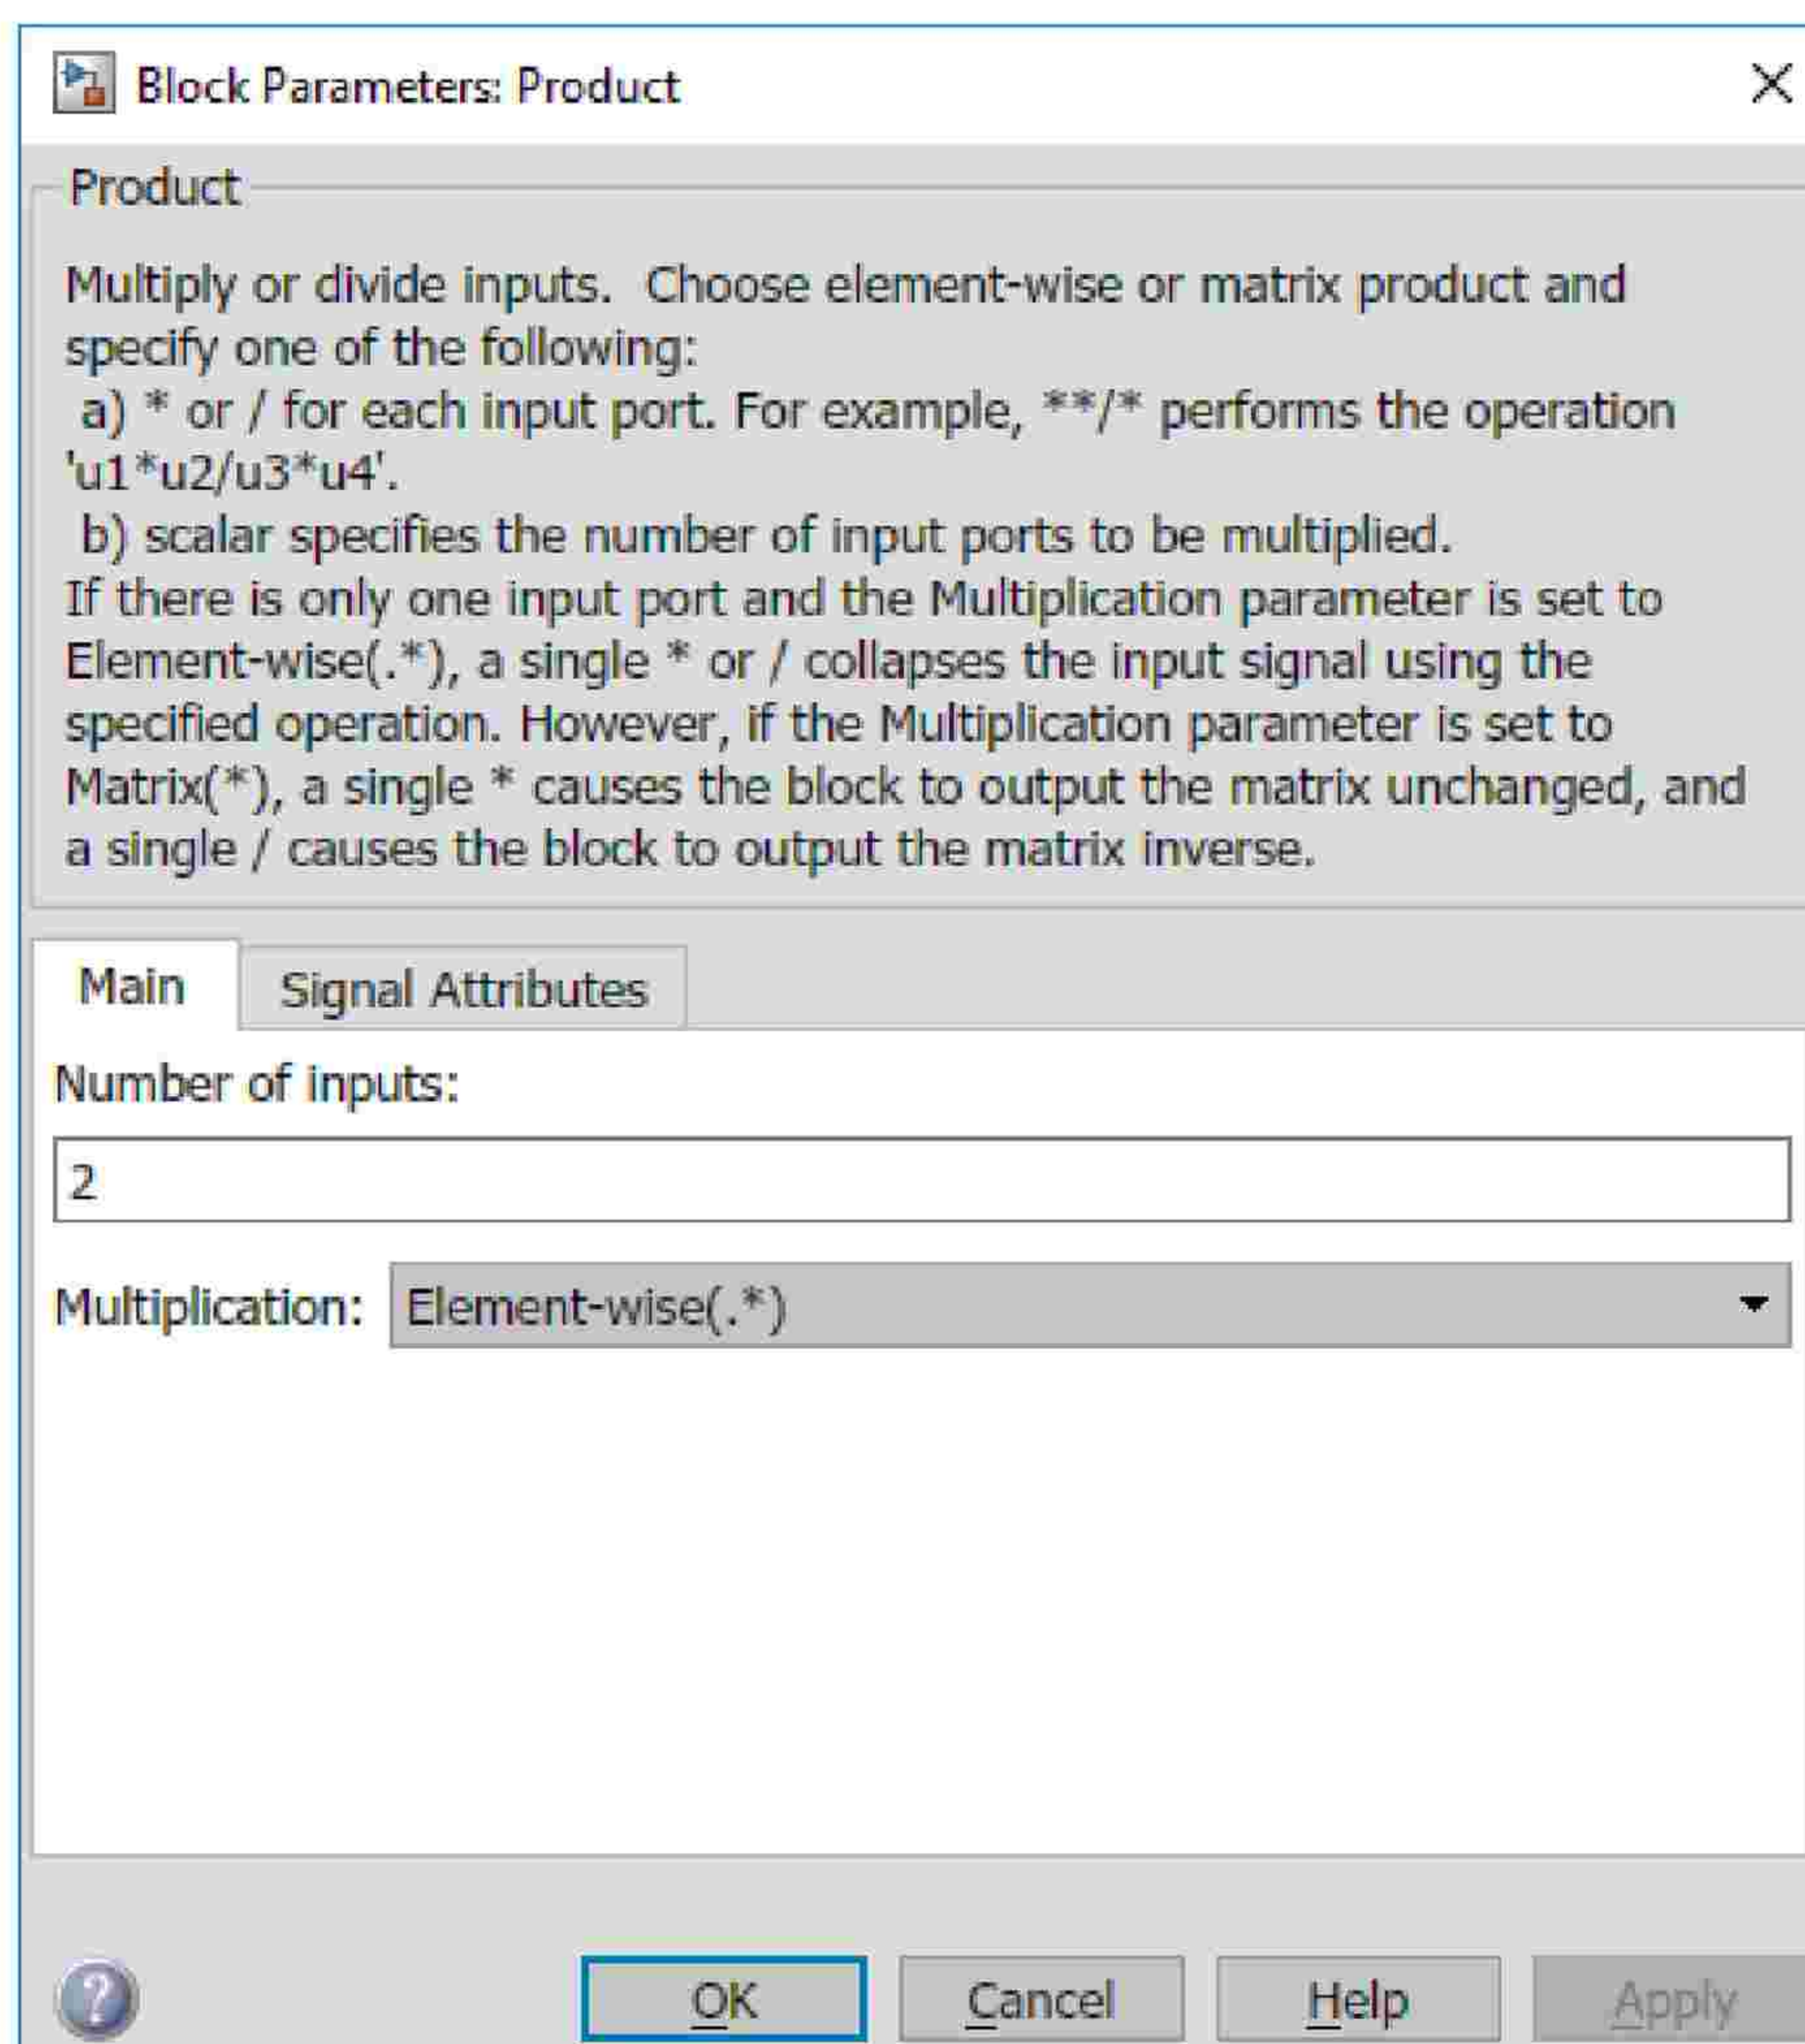 Block Parameters: Product
Product
Multiply or divide inputs.  Choose element-wise or matrix product and
specify one of the following:
a) * or / for each input port. For example, **/* performs the operation
'u1*u2/u3*u4'.
b) scalar specifies the number of input ports to be multiplied.
If there is only one input port and the Multiplication parameter is set to
Element-wise(.*), a single * or / collapses the input signal using the
specified operation. However, if the Multiplication parameter is set to
Matrix(*), a single * causes the block to output the matrix unchanged, and
a single / causes the block to output the matrix inverse.
Main Signal Attributes
Number of inputs:
2
Multiplication: Element-wise(.*)
? OK Cancel Help Apply